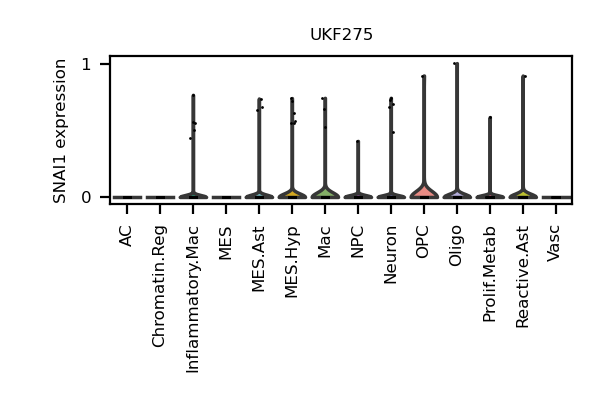 UKF275
SNAI1 expression
1
0
AC
Chromatin.Reg
Inflammatory.Mac
MES
MES.Ast
MES.Hyp
Mac
NPC
Neuron
OPC
Oligo
Prolif.Metab
Reactive.Ast
Vasc